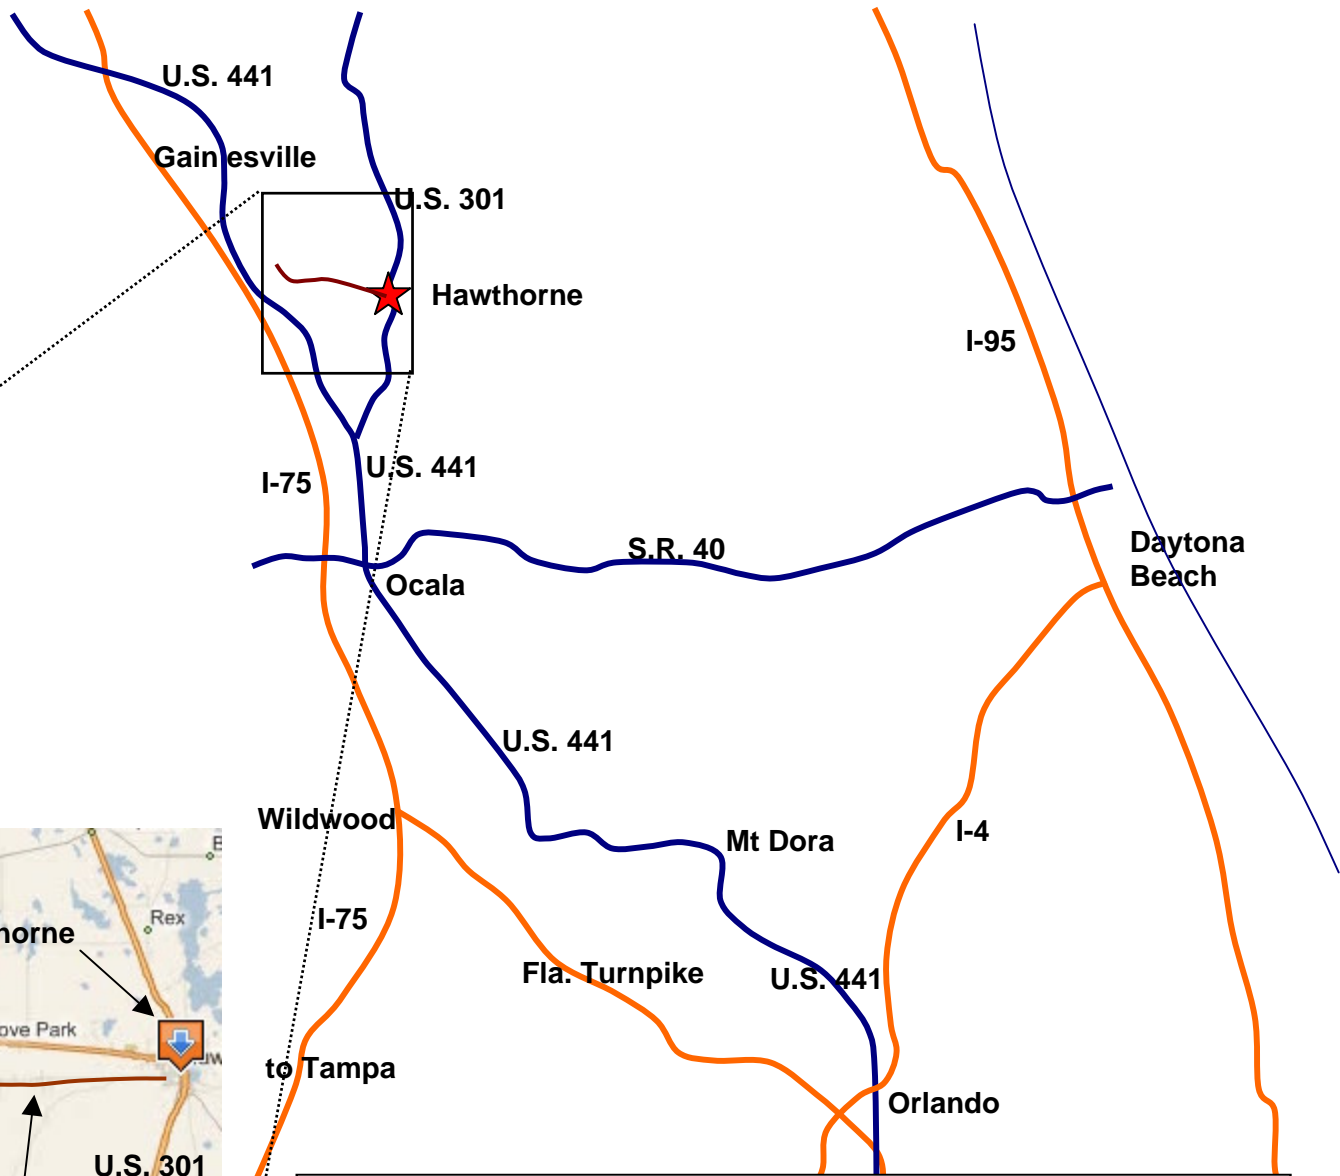 U.S. 441
Gainesville
U.S. 301
Hawthorne
I-95
U.S. 441
I-75
S.R. 40
Daytona
Beach
Ocala
U.S. 441
Wildwood
Mt Dora
I-4
Rex
I-75
horne
Fla. Turnpike
U.S. 441
ove Park
to Tampa
Orlando
U.S. 301